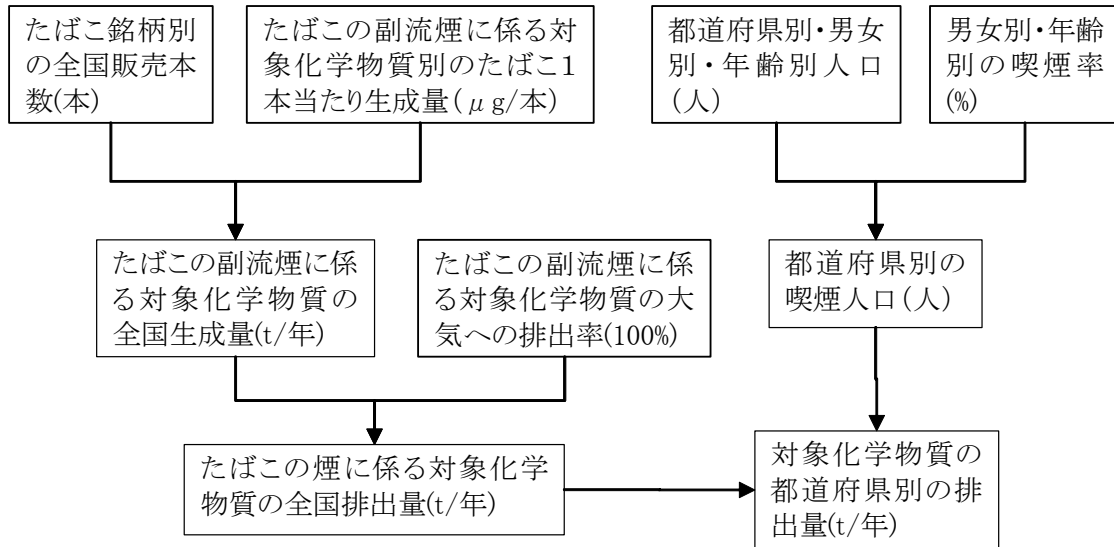 たばこ銘柄別
の全国販売本
数(本)
たばこの副流煙に係る対
象化学物質別のたばこ1
本当たり生成量(μg/本)
都道府県別・男女
別・年齢別人口
(人)
男女別・年齢
別の喫煙率
(%)
たばこの副流煙に係
る対象化学物質の
全国生成量(t/年)
たばこの副流煙に係
る対象化学物質の大
気への排出率(100%)
都道府県別の
喫煙人口(人)
たばこの煙に係る対象化学
物質の全国排出量(t/年)
対象化学物質の
都道府県別の排
出量(t/年)